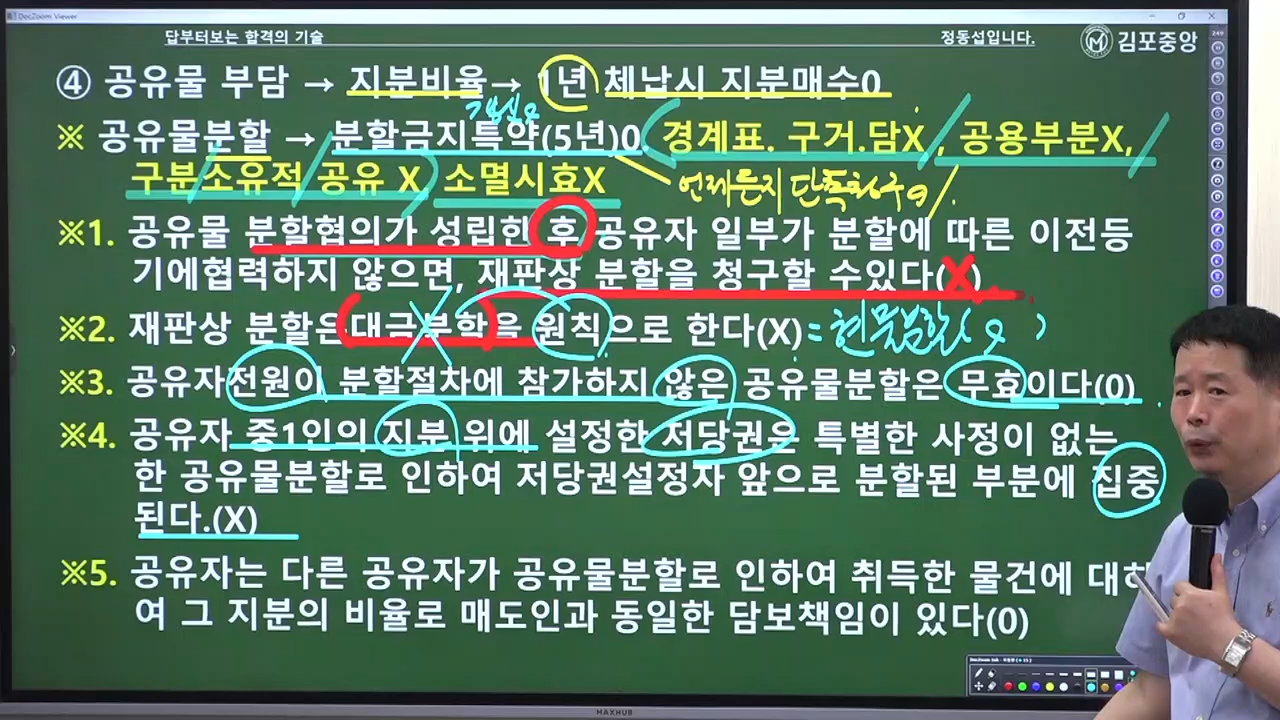 DocZoom Viewer
답부터보는 합격의 기술
정동섭입니다.
김포중앙
④ 공유물 부담 → 지분비율→ 1년 체납시 지분매수0
※ 공유물분할 → 분할금지특약(5년)0, 경계표. 구거.담X , 공용부분X,
구분소유적 공유 X, 소멸시효X
언제든지 단독
※1. 공유물 분할협의가 성립한 후 공유자 일부가 분할에 따른 이전등
기에협력하지 않으면, 재판상 분할을 청구할 수있다(X)
※2. 재판상 분할은 대금분할을 원칙으로 한다(X) = 현물분할( )
※3. 공유자전원이 분할절차에 참가하지 않은 공유물분할은 무효이다(0)
※4. 공유자 중1인의 지분 위에 설정한 저당권은 특별한 사정이 없는
한 공유물분할로 인하여 저당권설정자 앞으로 분할된 부분에 집중
된다.(X)
※5. 공유자는 다른 공유자가 공유물분할로 인하여 취득한 물건에 대하
여 그 지분의 비율로 매도인과 동일한 담보책임이 있다(0)
MAXHUB